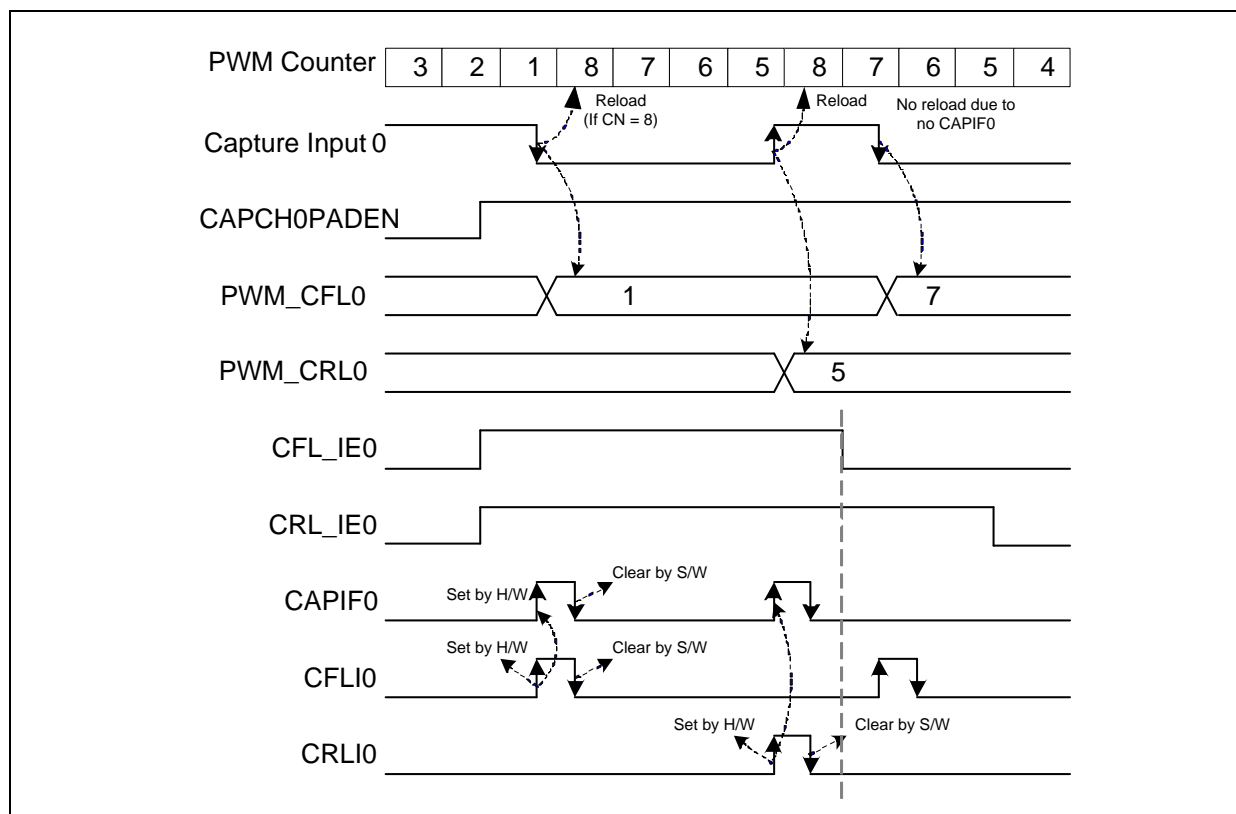 PWM Counter 3 2 1 8 7 6 5 8 7 6 5 4
Reload
(If CN = 8)
Reload
No reload due to
no CAPIF0
Capture Input 0
CAPCH0PADEN
PWM_CFL0 1 7
PWM_CRL0 5
CFL_IE0
CRL_IE0
CAPIF0 Set by H/W Clear by S/W
CFLI0 Set by H/W Clear by S/W
CRLI0 Set by H/W Clear by S/W